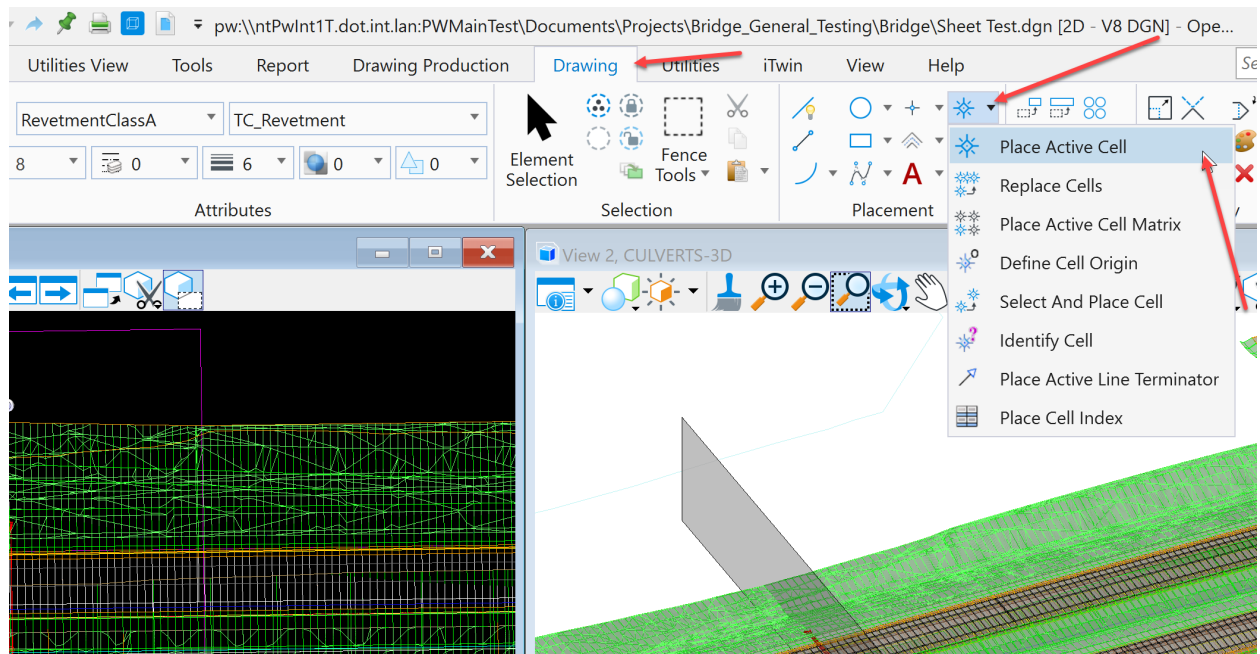 pw:\\ntPwInt1T.dot.int.lan:PWMainTest\Documents\Projects\Bridge_General_Testing\Bridge\Sheet Test.dgn [2D - V8 DGN] - Ope...
Utilities View Tools Report Drawing Production Drawing Utilities iTwin View Help Se
RevetmentClassA TC_Revetment
8 0 6 0 0
Element
Selection
Fence
Tools
A
Attributes Selection Placement
Place Active Cell
Replace Cells
Place Active Cell Matrix
Define Cell Origin
Select And Place Cell
Identify Cell
Place Active Line Terminator
Place Cell Index
View 2, CULVERTS-3D